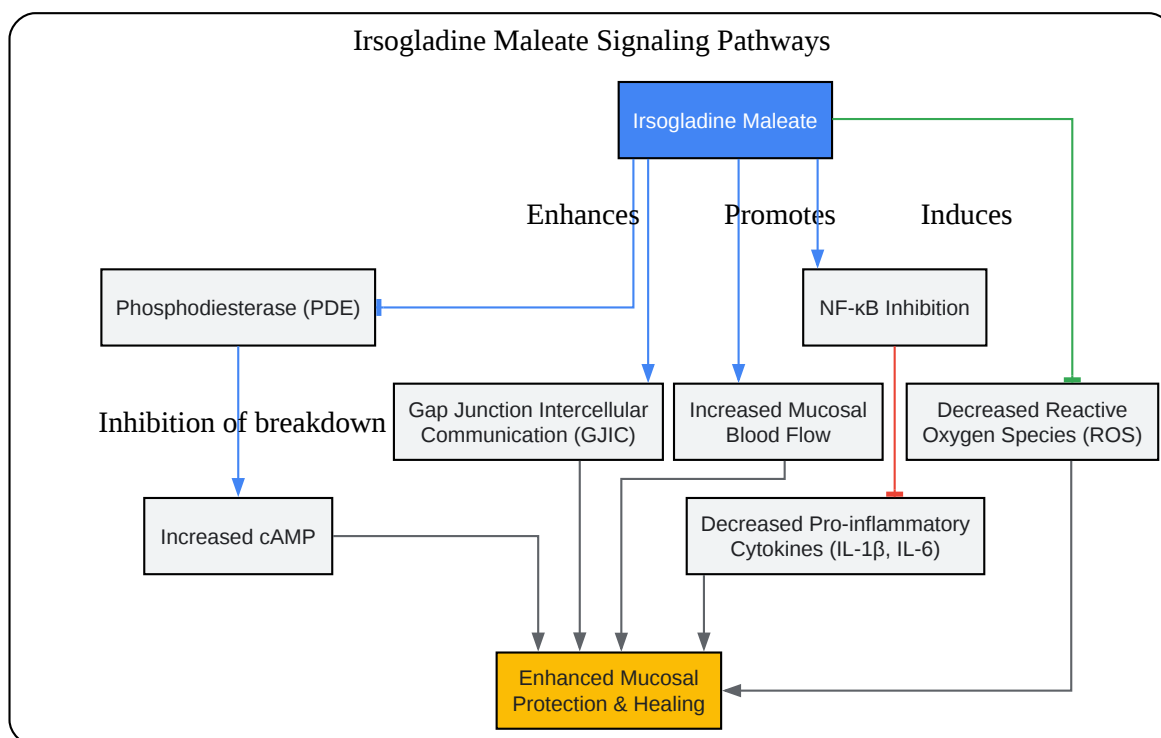 Irsogladine Maleate Signaling Pathways
Irsogladine Maleate
Enhances
Promotes
Induces
Phosphodiesterase (PDE)
NF-κB Inhibition
Gap Junction Intercellular
Communication (GJIC)
Increased Mucosal
Blood Flow
Decreased Reactive
Oxygen Species (ROS)
Inhibition of breakdown
Increased cAMP
Decreased Pro-inflammatory
Cytokines (IL-1β, IL-6)
Enhanced Mucosal
Protection & Healing